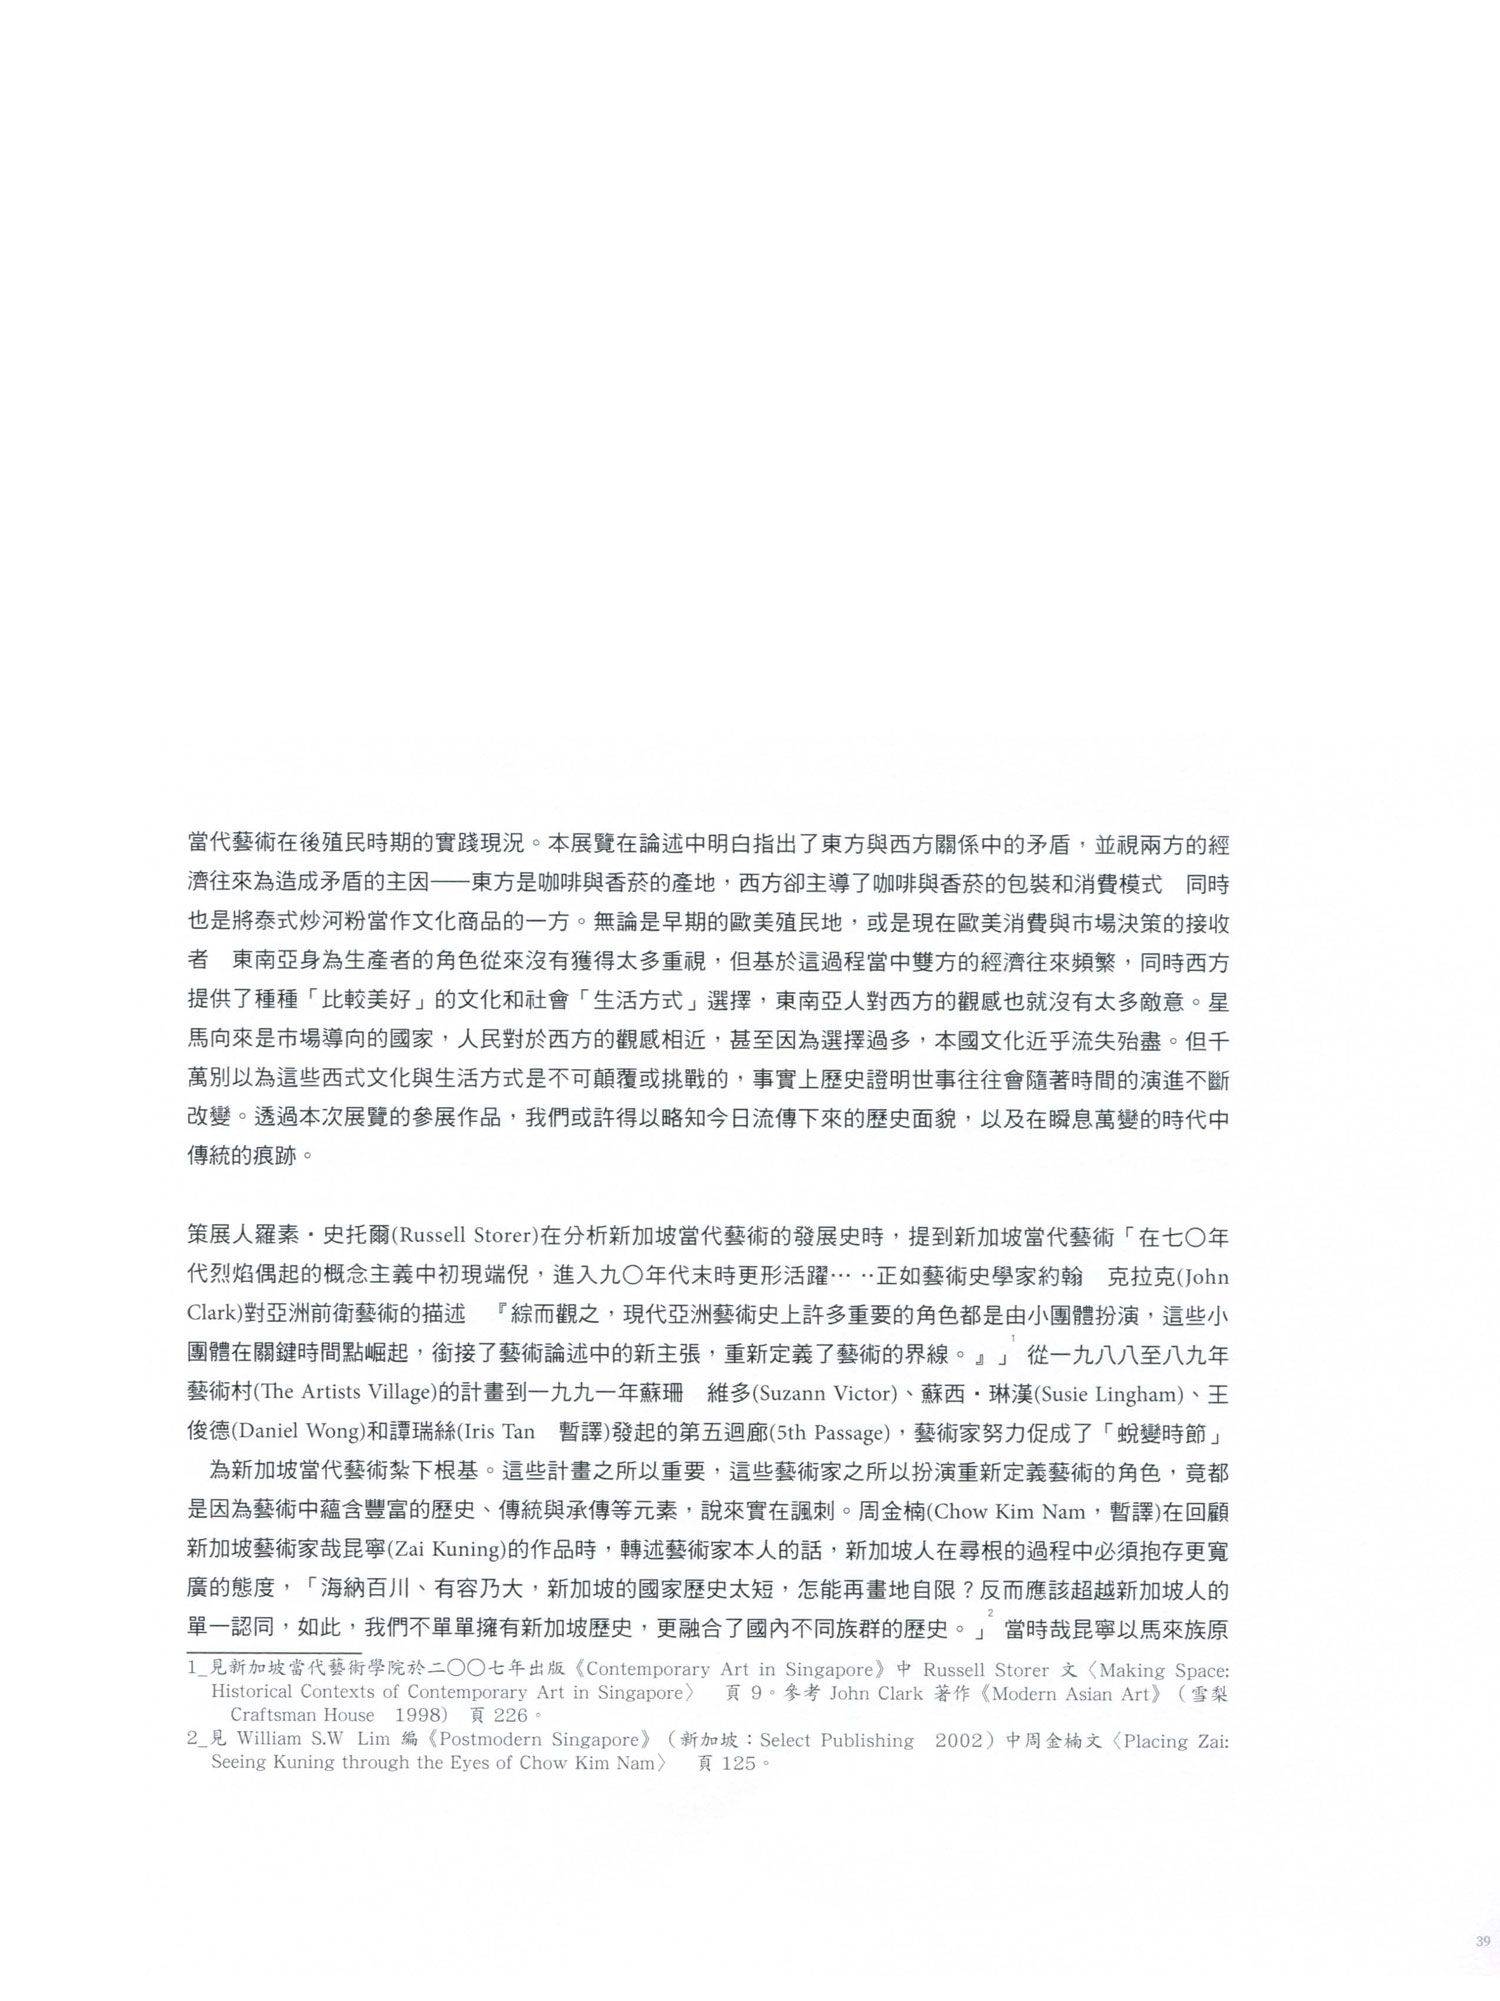 當代藝術在後殖民時期的實踐現況。本展覽在論述中明白指出了東方與西方關係中的矛盾，並視兩方的經
濟往來為造成矛盾的主因——東方是咖啡與香菸的產地，西方卻主導了咖啡與香菸的包裝和消費模式　同時
也是將泰式炒河粉當作文化商品的一方。無論是早期的歐美殖民地，或是現在歐美消費與市場決策的接收
者　東南亞身為生產者的角色從來沒有獲得太多重視，但基於這過程當中雙方的經濟往來頻繁，同時西方
提供了種種「比較美好」的文化和社會「生活方式」選擇，東南亞人對西方的觀感也就沒有太多敵意。星
馬向來是市場導向的國家，人民對於西方的觀感相近，甚至因為選擇過多，本國文化近乎流失殆盡。但千
萬別以為這些西式文化與生活方式是不可顛覆或挑戰的，事實上歷史證明世事往往會隨著時間的演進不斷
改變。透過本次展覽的參展作品，我們或許得以略知今日流傳下來的歷史面貌，以及在瞬息萬變的時代中
傳統的痕跡。
策展人羅素・史托爾(Russell Storer)在分析新加坡當代藝術的發展史時，提到新加坡當代藝術「在七〇年
代烈焰偶起的概念主義中初現端倪，進入九〇年代末時更形活躍… ‥正如藝術史學家約翰　克拉克(John
Clark)對亞洲前衛藝術的描述　『綜而觀之，現代亞洲藝術史上許多重要的角色都是由小團體扮演，這些小
團體在關鍵時間點崛起，銜接了藝術論述中的新主張，重新定義了藝術的界線。』」1 從一九八八至八九年
藝術村(The Artists Village)的計畫到一九九一年蘇珊　維多(Suzann Victor)、蘇西・琳漢(Susie Lingham)、王
俊德(Daniel Wong)和譚瑞絲(Iris Tan　暫譯)發起的第五迴廊(5th Passage)，藝術家努力促成了「蛻變時節」
為新加坡當代藝術紮下根基。這些計畫之所以重要，這些藝術家之所以扮演重新定義藝術的角色，竟都
是因為藝術中蘊含豐富的歷史、傳統與承傳等元素，說來實在諷刺。周金楠(Chow Kim Nam，暫譯)在回顧
新加坡藝術家哉昆寧(Zai Kuning)的作品時，轉述藝術家本人的話，新加坡人在尋根的過程中必須抱存更寬
廣的態度，「海納百川、有容乃大，新加坡的國家歷史太短，怎能再畫地自限？反而應該超越新加坡人的
單一認同，如此，我們不單單擁有新加坡歷史，更融合了國內不同族群的歷史。」2 當時哉昆寧以馬來族原
1_見新加坡當代藝術學院於二〇〇七年出版《Contemporary Art in Singapore》中 Russell Storer 文〈Making Space:
Historical Contexts of Contemporary Art in Singapore〉　頁 9。參考 John Clark 著作《Modern Asian Art》（雪梨
Craftsman House　1998）　頁 226。
2_見 William S.W Lim 編《Postmodern Singapore》（新加坡：Select Publishing　2002）中周金楠文〈Placing Zai:
Seeing Kuning through the Eyes of Chow Kim Nam〉　頁 125。
39